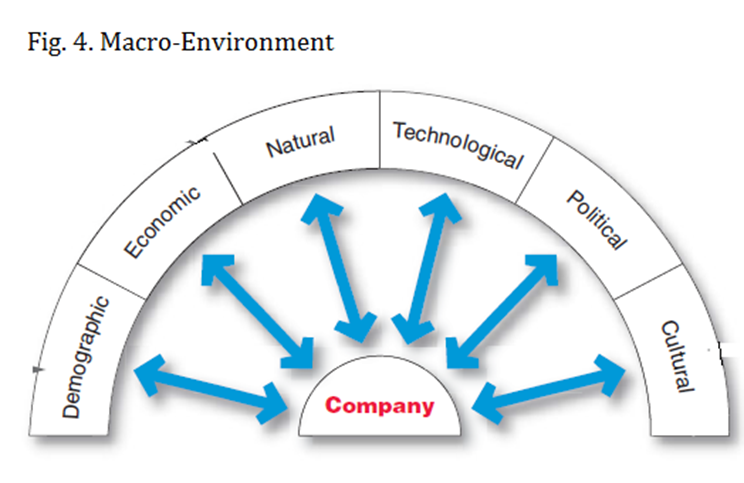 Fig. 4. Macro-Environment
Demographic
Economic
Natural
Technological
Political
Cultural
Company